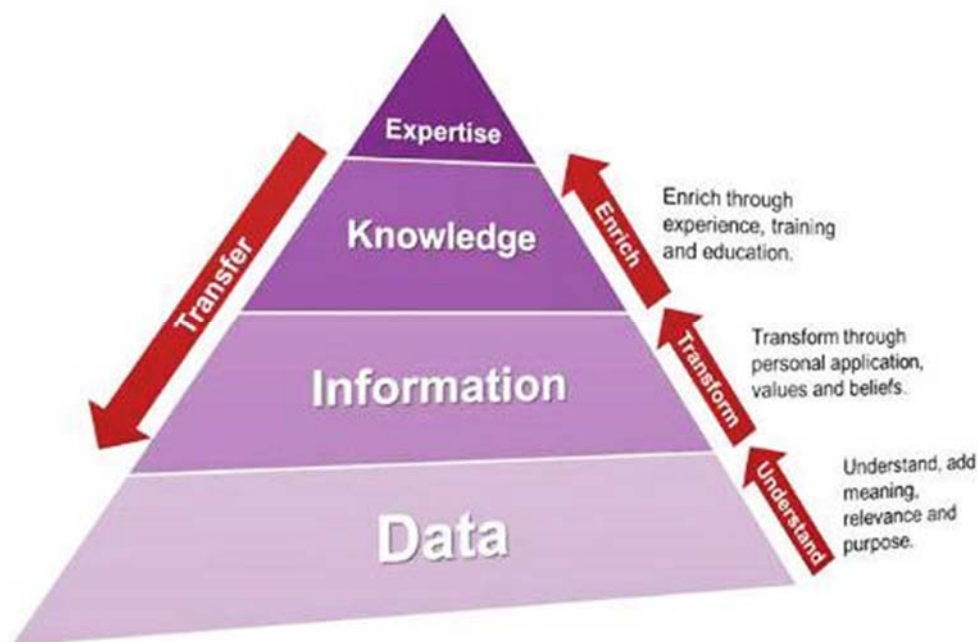 Expertise
Knowledge
Information
Data
Transfer
Enrich
Enrich through
experience, training
and education.
Transform
Transform through
personal application,
values and beliefs.
Understand
Understand, add
meaning,
relevance and
purpose.